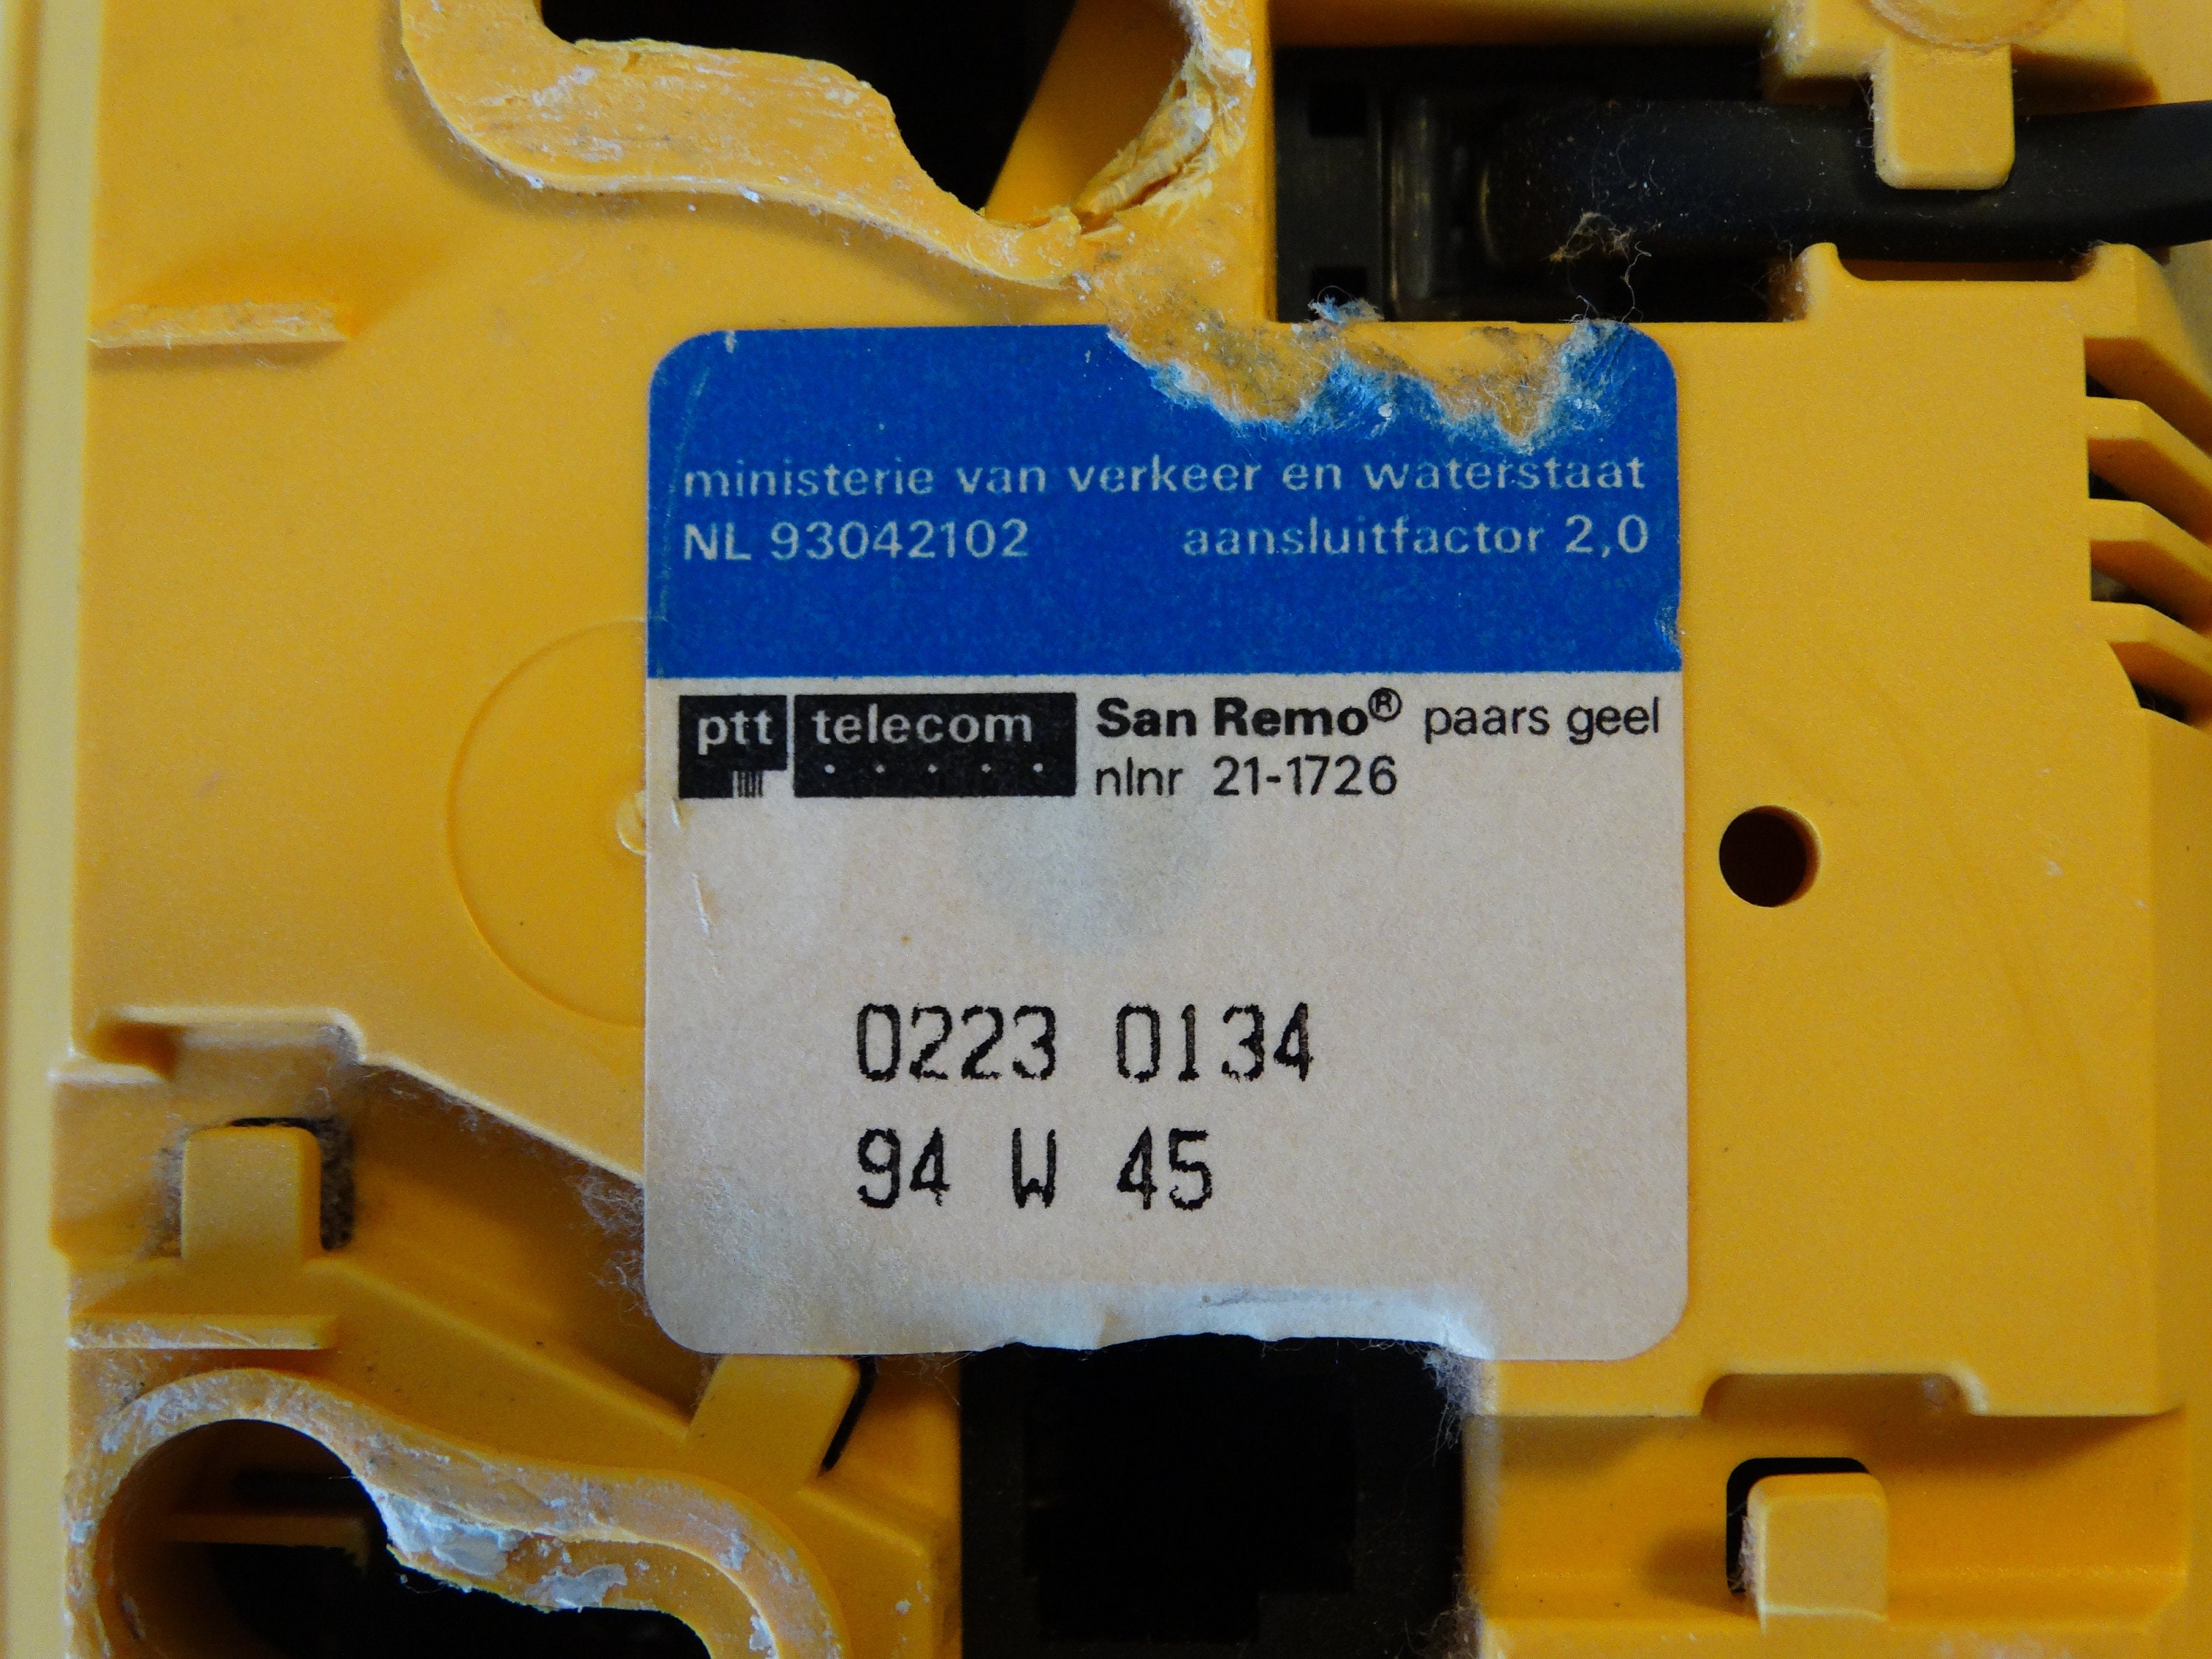 ministerie van verkeer en waterstaat
NL 93042102 aansluitfactor 2,0
ptt telecom San Remo® paars geel
nlnr 21-1726
0223 0134
94 W 45